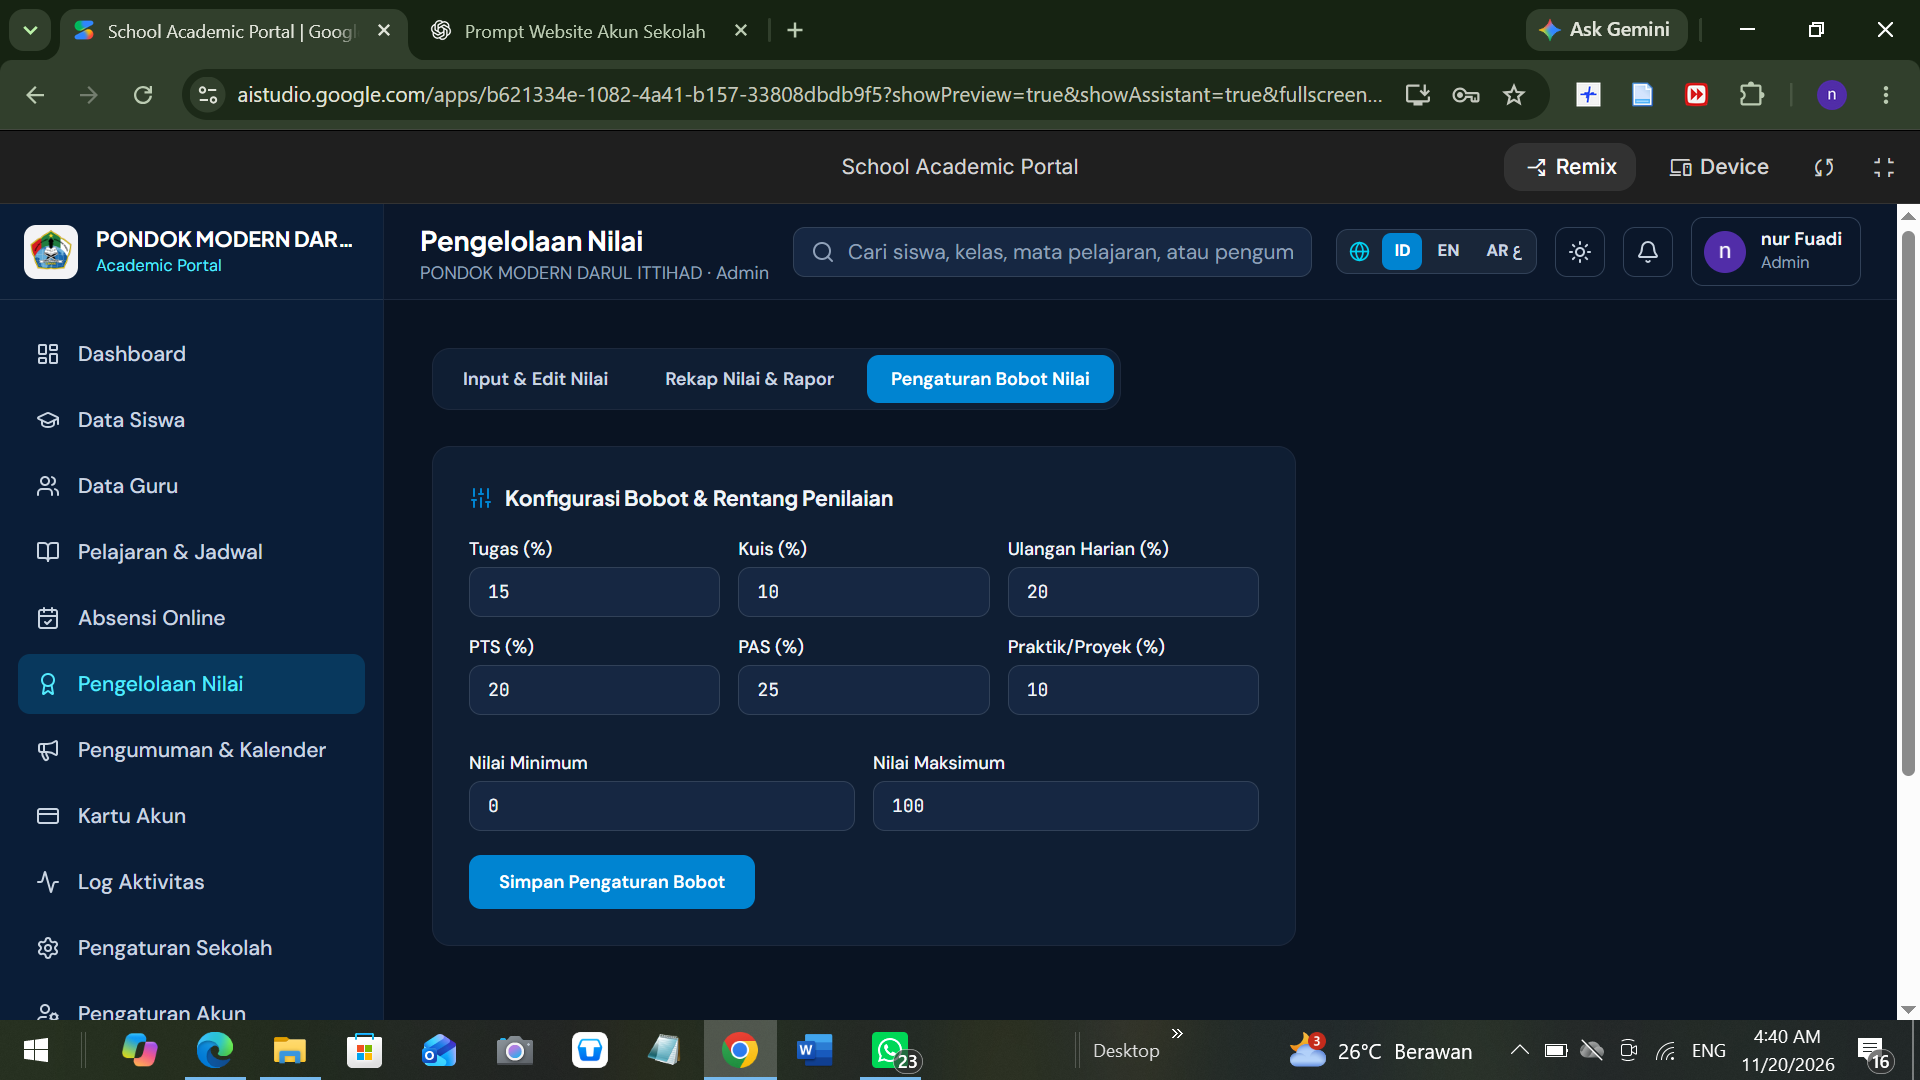 School Academic Portal | Googl
Prompt Website Akun Sekolah
Ask Gemini
aistudio.google.com/apps/b621334e-1082-4a41-b157-33808dbdb9f5?showPreview=true&showAssistant=true&fullscreen...
n
School Academic Portal
Remix
Device
PONDOK MODERN DAR...
Academic Portal
Pengelolaan Nilai
PONDOK MODERN DARUL ITTIHAD · Admin
Cari siswa, kelas, mata pelajaran, atau pengum
ID
EN
AR ع
n
nur Fuadi
Admin
Dashboard
Data Siswa
Data Guru
Pelajaran & Jadwal
Absensi Online
Pengelolaan Nilai
Pengumuman & Kalender
Kartu Akun
Log Aktivitas
Pengaturan Sekolah
Pengaturan Akun
Input & Edit Nilai
Rekap Nilai & Rapor
Pengaturan Bobot Nilai
Konfigurasi Bobot & Rentang Penilaian
Tugas (%)
Kuis (%)
Ulangan Harian (%)
15
10
20
PTS (%)
PAS (%)
Praktik/Proyek (%)
20
25
10
Nilai Minimum
Nilai Maksimum
0
100
Simpan Pengaturan Bobot
23
Desktop
3
26°C Berawan
ENG
4:40 AM
11/20/2026
16